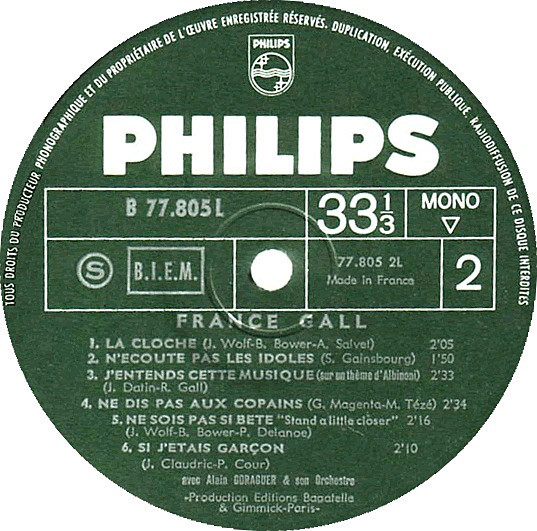 TOUS DROITS DU PRODUCTEUR PHONOGRAPHIQUE ET DU PROPRIÉTAIRE DE L'ŒUVRE ENREGISTRÉE RÉSERVÉS. DUPLICATION, EXÉCUTION PUBLIQUE, RADIODIFFUSION DE CE DISQUE INTERDITES
PHILIPS
PHILIPS
B 77.805 L
33 1/3
MONO
S
B.I.E.M.
77.805 2L
Made in France
2
FRANCE GALL
1. LA CLOCHE (J. Wolf-B. Bower-A. Salvet) 2'05
2. N'ECOUTE PAS LES IDOLES (S. Gainsbourg) 1'50
3. J'ENTENDS CETTE MUSIQUE (sur un thème d'Albinoni) 2'33
(J. Datin-R. Gall)
4. NE DIS PAS AUX COPAINS (G. Magenta-M. Tézé) 2'34
5. NE SOIS PAS SI BETE "Stand a little closer" 2'16
(J. Wolf-B. Bower-P. Delanoe)
6. SI J'ETAIS GARÇON 2'10
(J. Claudric-P. Cour)
avec Alain GORAGUER & son Orchestre
-Production Editions Bagatelle
& Gimmick-Paris-